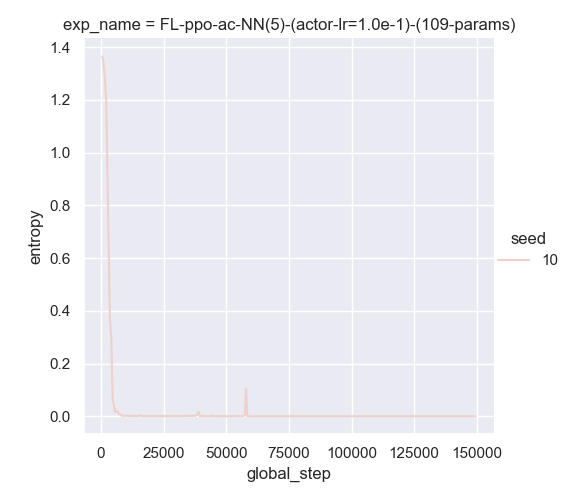 exp_name = FL-ppo-ac-NN(5)-(actor-lr=1.0e-1)-(109-params)
1.4
1.2
1.0
0.8
0.6
0.4
0.2
0.0
entropy
0 25000 50000 75000 100000 125000 150000
global_step
seed
10